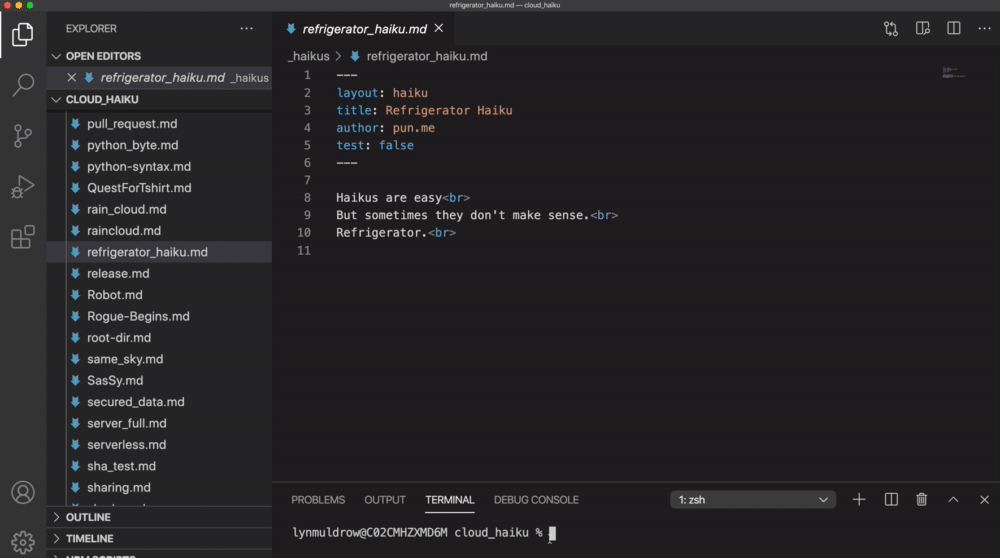 refrigerator_haiku.md — cloud_haiku
EXPLORER
OPEN EDITORS
refrigerator_haiku.md _haikus
CLOUD_HAIKU
pull_request.md
python_byte.md
python-syntax.md
QuestForTshirt.md
rain_cloud.md
raincloud.md
refrigerator_haiku.md
release.md
Robot.md
Rogue-Begins.md
root-dir.md
same_sky.md
SasSy.md
secured_data.md
server_full.md
serverless.md
sha_test.md
sharing.md
OUTLINE
TIMELINE
NPM SCRIPTS
refrigerator_haiku.md
_haikus > refrigerator_haiku.md
1 ---
2 layout: haiku
3 title: Refrigerator Haiku
4 author: pun.me
5 test: false
6 ---
7
8 Haikus are easy<br>
9 But sometimes they don't make sense.<br>
10 Refrigerator.<br>
11
PROBLEMS OUTPUT TERMINAL DEBUG CONSOLE 1: zsh
lynmuldrow@C02CMHZXMD6M cloud_haiku %